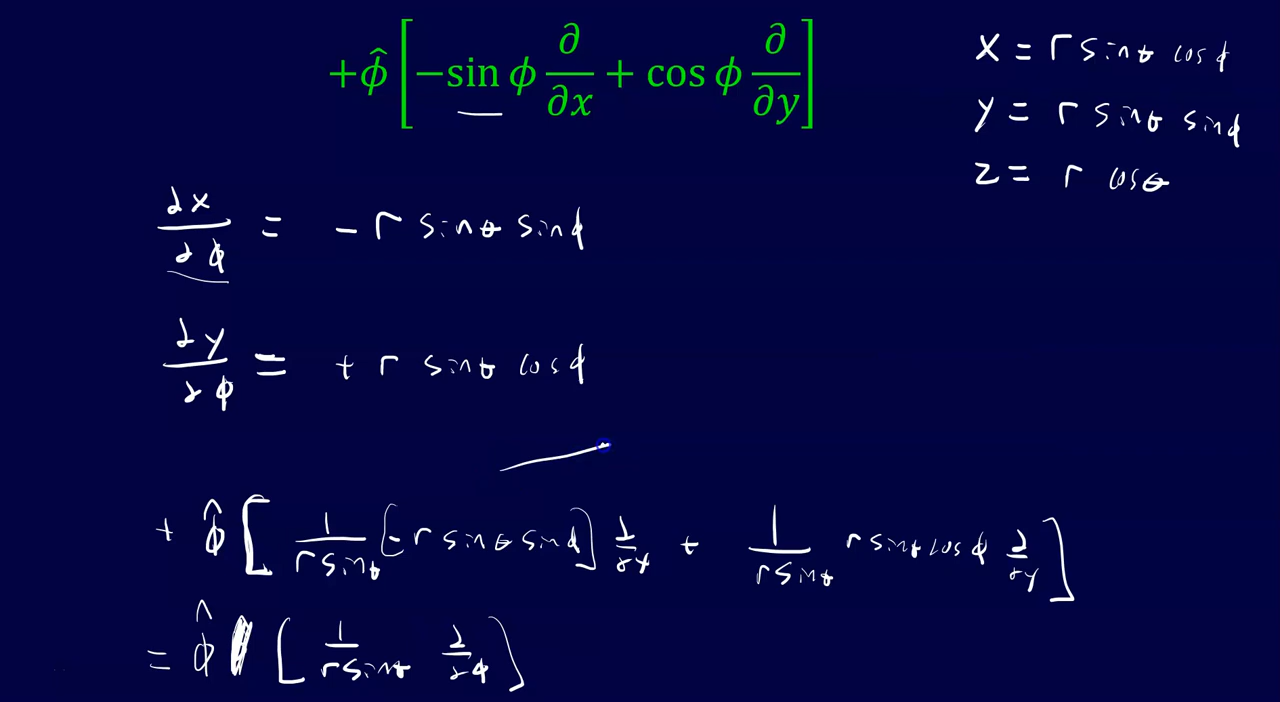 +φ̂ [−sin ϕ ∂/∂x + cos ϕ ∂/∂y]
x = r sinθ cosϕ
y = r sinθ sinϕ
z = r cosθ
∂x/∂ϕ = − r sinθ sinϕ
∂y/∂ϕ = + r sinθ cosϕ
+ ϕ̂ [ 1/(r sinθ) [−r sinθ sinϕ] ∂/∂x + 1/(r sinθ) r sinθ cosϕ ∂/∂y ]
= ϕ̂ [ 1/(r sinθ) ∂/∂ϕ ]